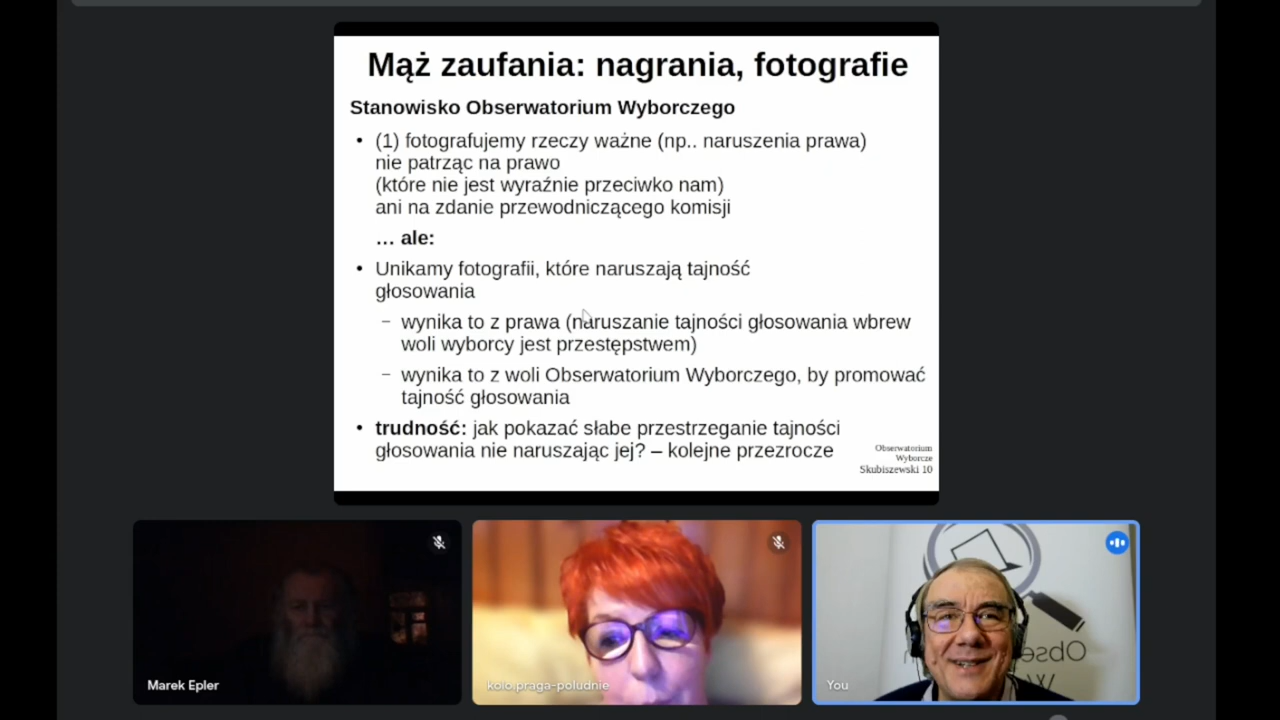 Mąż zaufania: nagrania, fotografie
Stanowisko Obserwatorium Wyborczego
• (1) fotografujemy rzeczy ważne (np.. naruszenia prawa)
nie patrząc na prawo
(które nie jest wyraźnie przeciwko nam)
ani na zdanie przewodniczącego komisji
… ale:
• Unikamy fotografii, które naruszają tajność
głosowania
– wynika to z prawa (naruszanie tajności głosowania wbrew
woli wyborcy jest przestępstwem)
– wynika to z woli Obserwatorium Wyborczego, by promować
tajność głosowania
• trudność: jak pokazać słabe przestrzeganie tajności
głosowania nie naruszając jej? – kolejne przezrocze
Obserwatorium
Wyborcze
Skubiszewski 10
Marek Epler
kolo.praga-poludnie
You